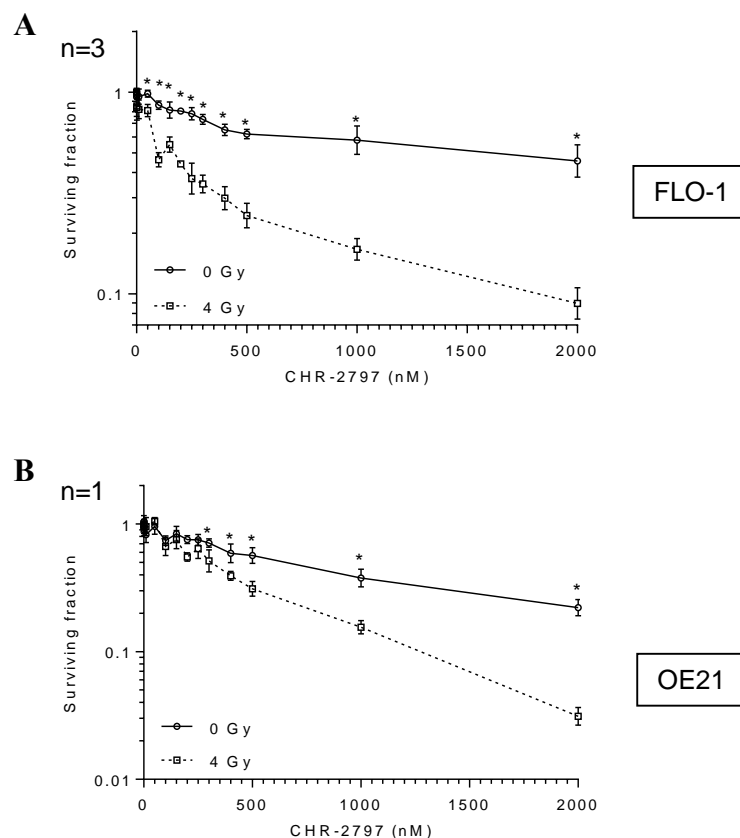 A
n=3
* * * * * * * * * *
1
0.1
Surviving fraction
0 Gy
4 Gy
0 500 1000 1500 2000
CHR-2797 (nM)
FLO-1
B
n=1
* * * * *
1
0.1
0.01
Surviving fraction
0 Gy
4 Gy
0 500 1000 1500 2000
CHR-2797 (nM)
OE21